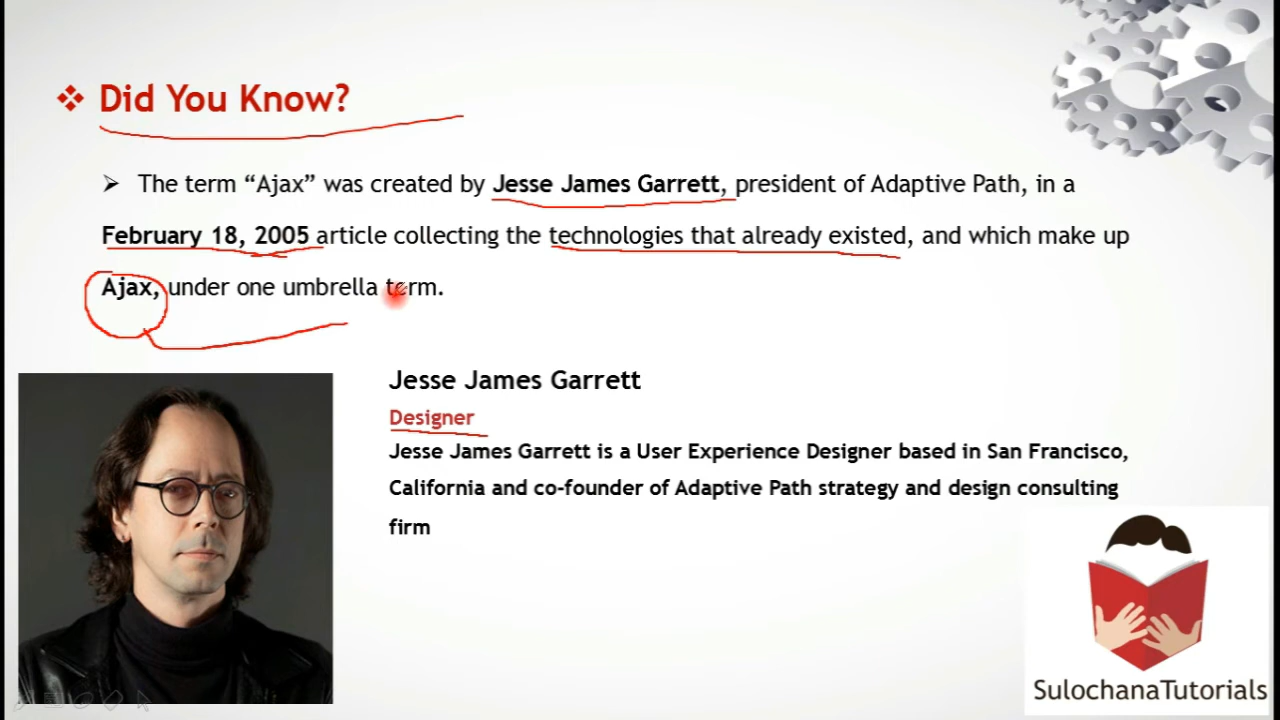 Did You Know?
The term “Ajax” was created by Jesse James Garrett, president of Adaptive Path, in a
February 18, 2005 article collecting the technologies that already existed, and which make up
Ajax, under one umbrella term.
Jesse James Garrett
Designer
Jesse James Garrett is a User Experience Designer based in San Francisco,
California and co-founder of Adaptive Path strategy and design consulting
firm
SulochanaTutorials